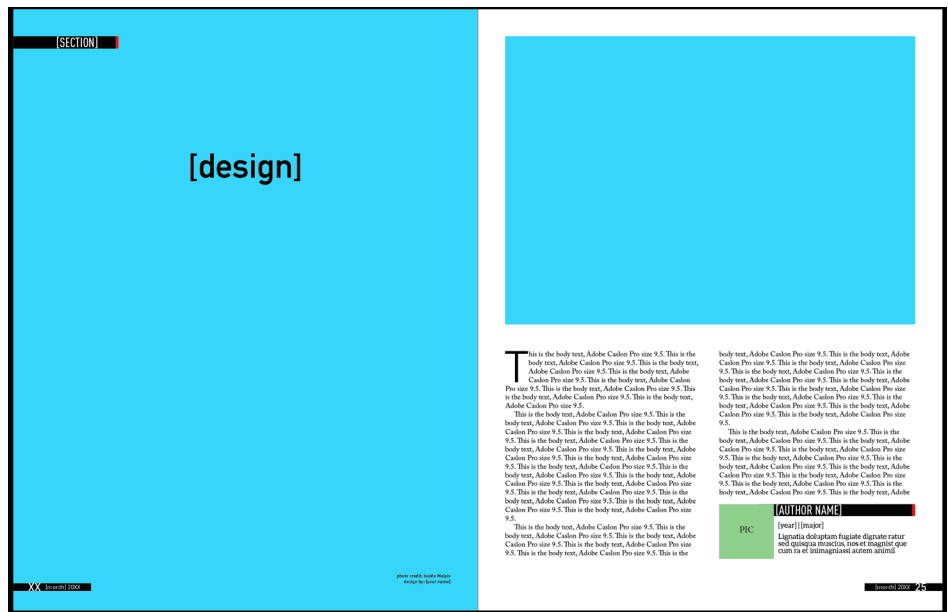 [SECTION]
[design]
photo credit: Isolde Malpix
design by: [your name]
XX [month] 20XX
This is the body text, Adobe Caslon Pro size 9.5. This is the
body text, Adobe Caslon Pro size 9.5. This is the body text,
Adobe Caslon Pro size 9.5. This is the body text, Adobe
Caslon Pro size 9.5. This is the body text, Adobe Caslon
Pro size 9.5. This is the body text, Adobe Caslon Pro size 9.5. This
is the body text, Adobe Caslon Pro size 9.5. This is the body text,
Adobe Caslon Pro size 9.5.
This is the body text, Adobe Caslon Pro size 9.5. This is the
body text, Adobe Caslon Pro size 9.5. This is the body text, Adobe
Caslon Pro size 9.5. This is the body text, Adobe Caslon Pro size
9.5. This is the body text, Adobe Caslon Pro size 9.5. This is the
body text, Adobe Caslon Pro size 9.5. This is the body text, Adobe
Caslon Pro size 9.5. This is the body text, Adobe Caslon Pro size
9.5. This is the body text, Adobe Caslon Pro size 9.5. This is the
body text, Adobe Caslon Pro size 9.5. This is the body text, Adobe
Caslon Pro size 9.5. This is the body text, Adobe Caslon Pro size
9.5. This is the body text, Adobe Caslon Pro size 9.5. This is the
body text, Adobe Caslon Pro size 9.5. This is the body text, Adobe
Caslon Pro size 9.5. This is the body text, Adobe Caslon Pro size
9.5.
This is the body text, Adobe Caslon Pro size 9.5. This is the
body text, Adobe Caslon Pro size 9.5. This is the body text, Adobe
Caslon Pro size 9.5. This is the body text, Adobe Caslon Pro size
9.5. This is the body text, Adobe Caslon Pro size 9.5. This is the
body text, Adobe Caslon Pro size 9.5. This is the body text, Adobe
Caslon Pro size 9.5. This is the body text, Adobe Caslon Pro size
9.5. This is the body text, Adobe Caslon Pro size 9.5. This is the
body text, Adobe Caslon Pro size 9.5. This is the body text, Adobe
Caslon Pro size 9.5. This is the body text, Adobe Caslon Pro size
9.5. This is the body text, Adobe Caslon Pro size 9.5. This is the
body text, Adobe Caslon Pro size 9.5. This is the body text, Adobe
Caslon Pro size 9.5. This is the body text, Adobe Caslon Pro size
9.5.
This is the body text, Adobe Caslon Pro size 9.5. This is the
body text, Adobe Caslon Pro size 9.5. This is the body text, Adobe
Caslon Pro size 9.5. This is the body text, Adobe Caslon Pro size
9.5. This is the body text, Adobe Caslon Pro size 9.5. This is the
body text, Adobe Caslon Pro size 9.5. This is the body text, Adobe
Caslon Pro size 9.5. This is the body text, Adobe Caslon Pro size
9.5. This is the body text, Adobe Caslon Pro size 9.5. This is the
body text, Adobe Caslon Pro size 9.5. This is the body text, Adobe
PIC
[AUTHOR NAME]
[year] | [major]
Lignatia doluptam fugiate dignate ratur
sed quisqua muscius, nos et magnist que
cum ra et inimagniassi autem animil
[month] 20XX 25